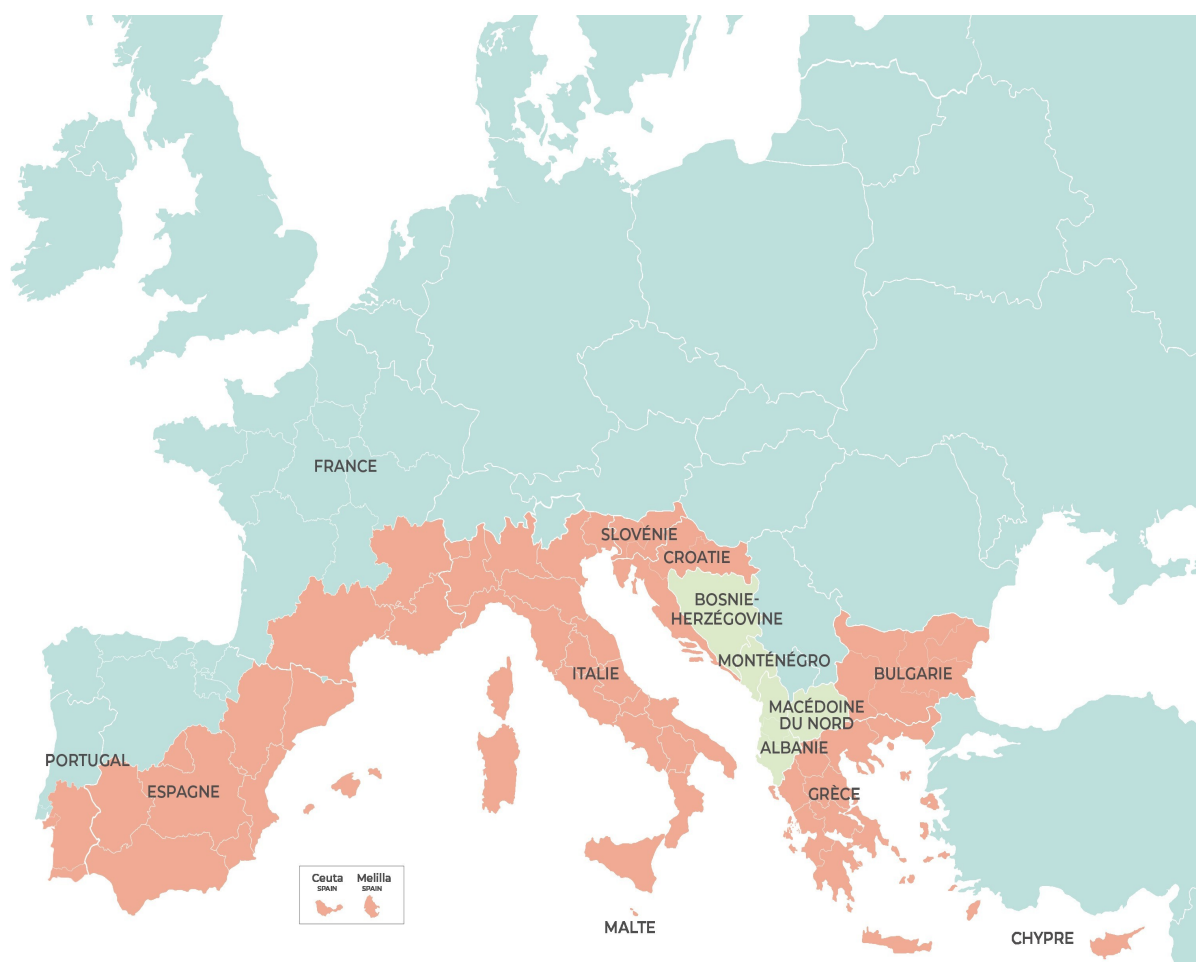 FRANCE
SLOVÉNIE
CROATIE
BOSNIE-
HERZÉGOVINE
MONTÉNÉGRO
ITALIE
BULGARIE
MACÉDOINE
DU NORD
ALBANIE
PORTUGAL
ESPAGNE
GRÈCE
Ceuta
SPAIN
Melilla
SPAIN
MALTE
CHYPRE